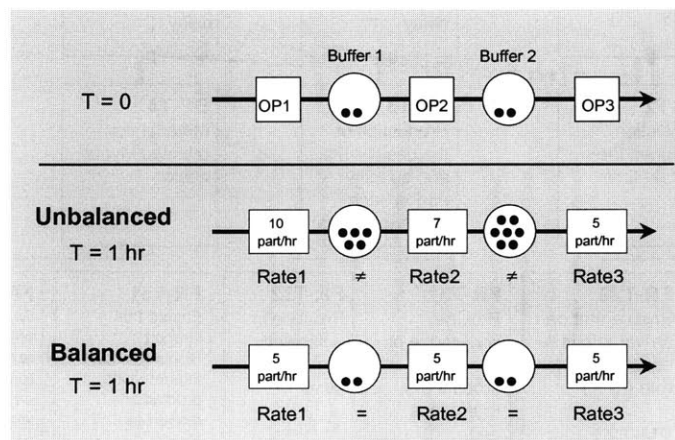 Buffer 1 Buffer 2
T = 0 OP1 OP2 OP3
Unbalanced
T = 1 hr
10 part/hr 7 part/hr 5 part/hr
Rate1 ≠ Rate2 ≠ Rate3
Balanced
T = 1 hr
5 part/hr 5 part/hr 5 part/hr
Rate1 = Rate2 = Rate3